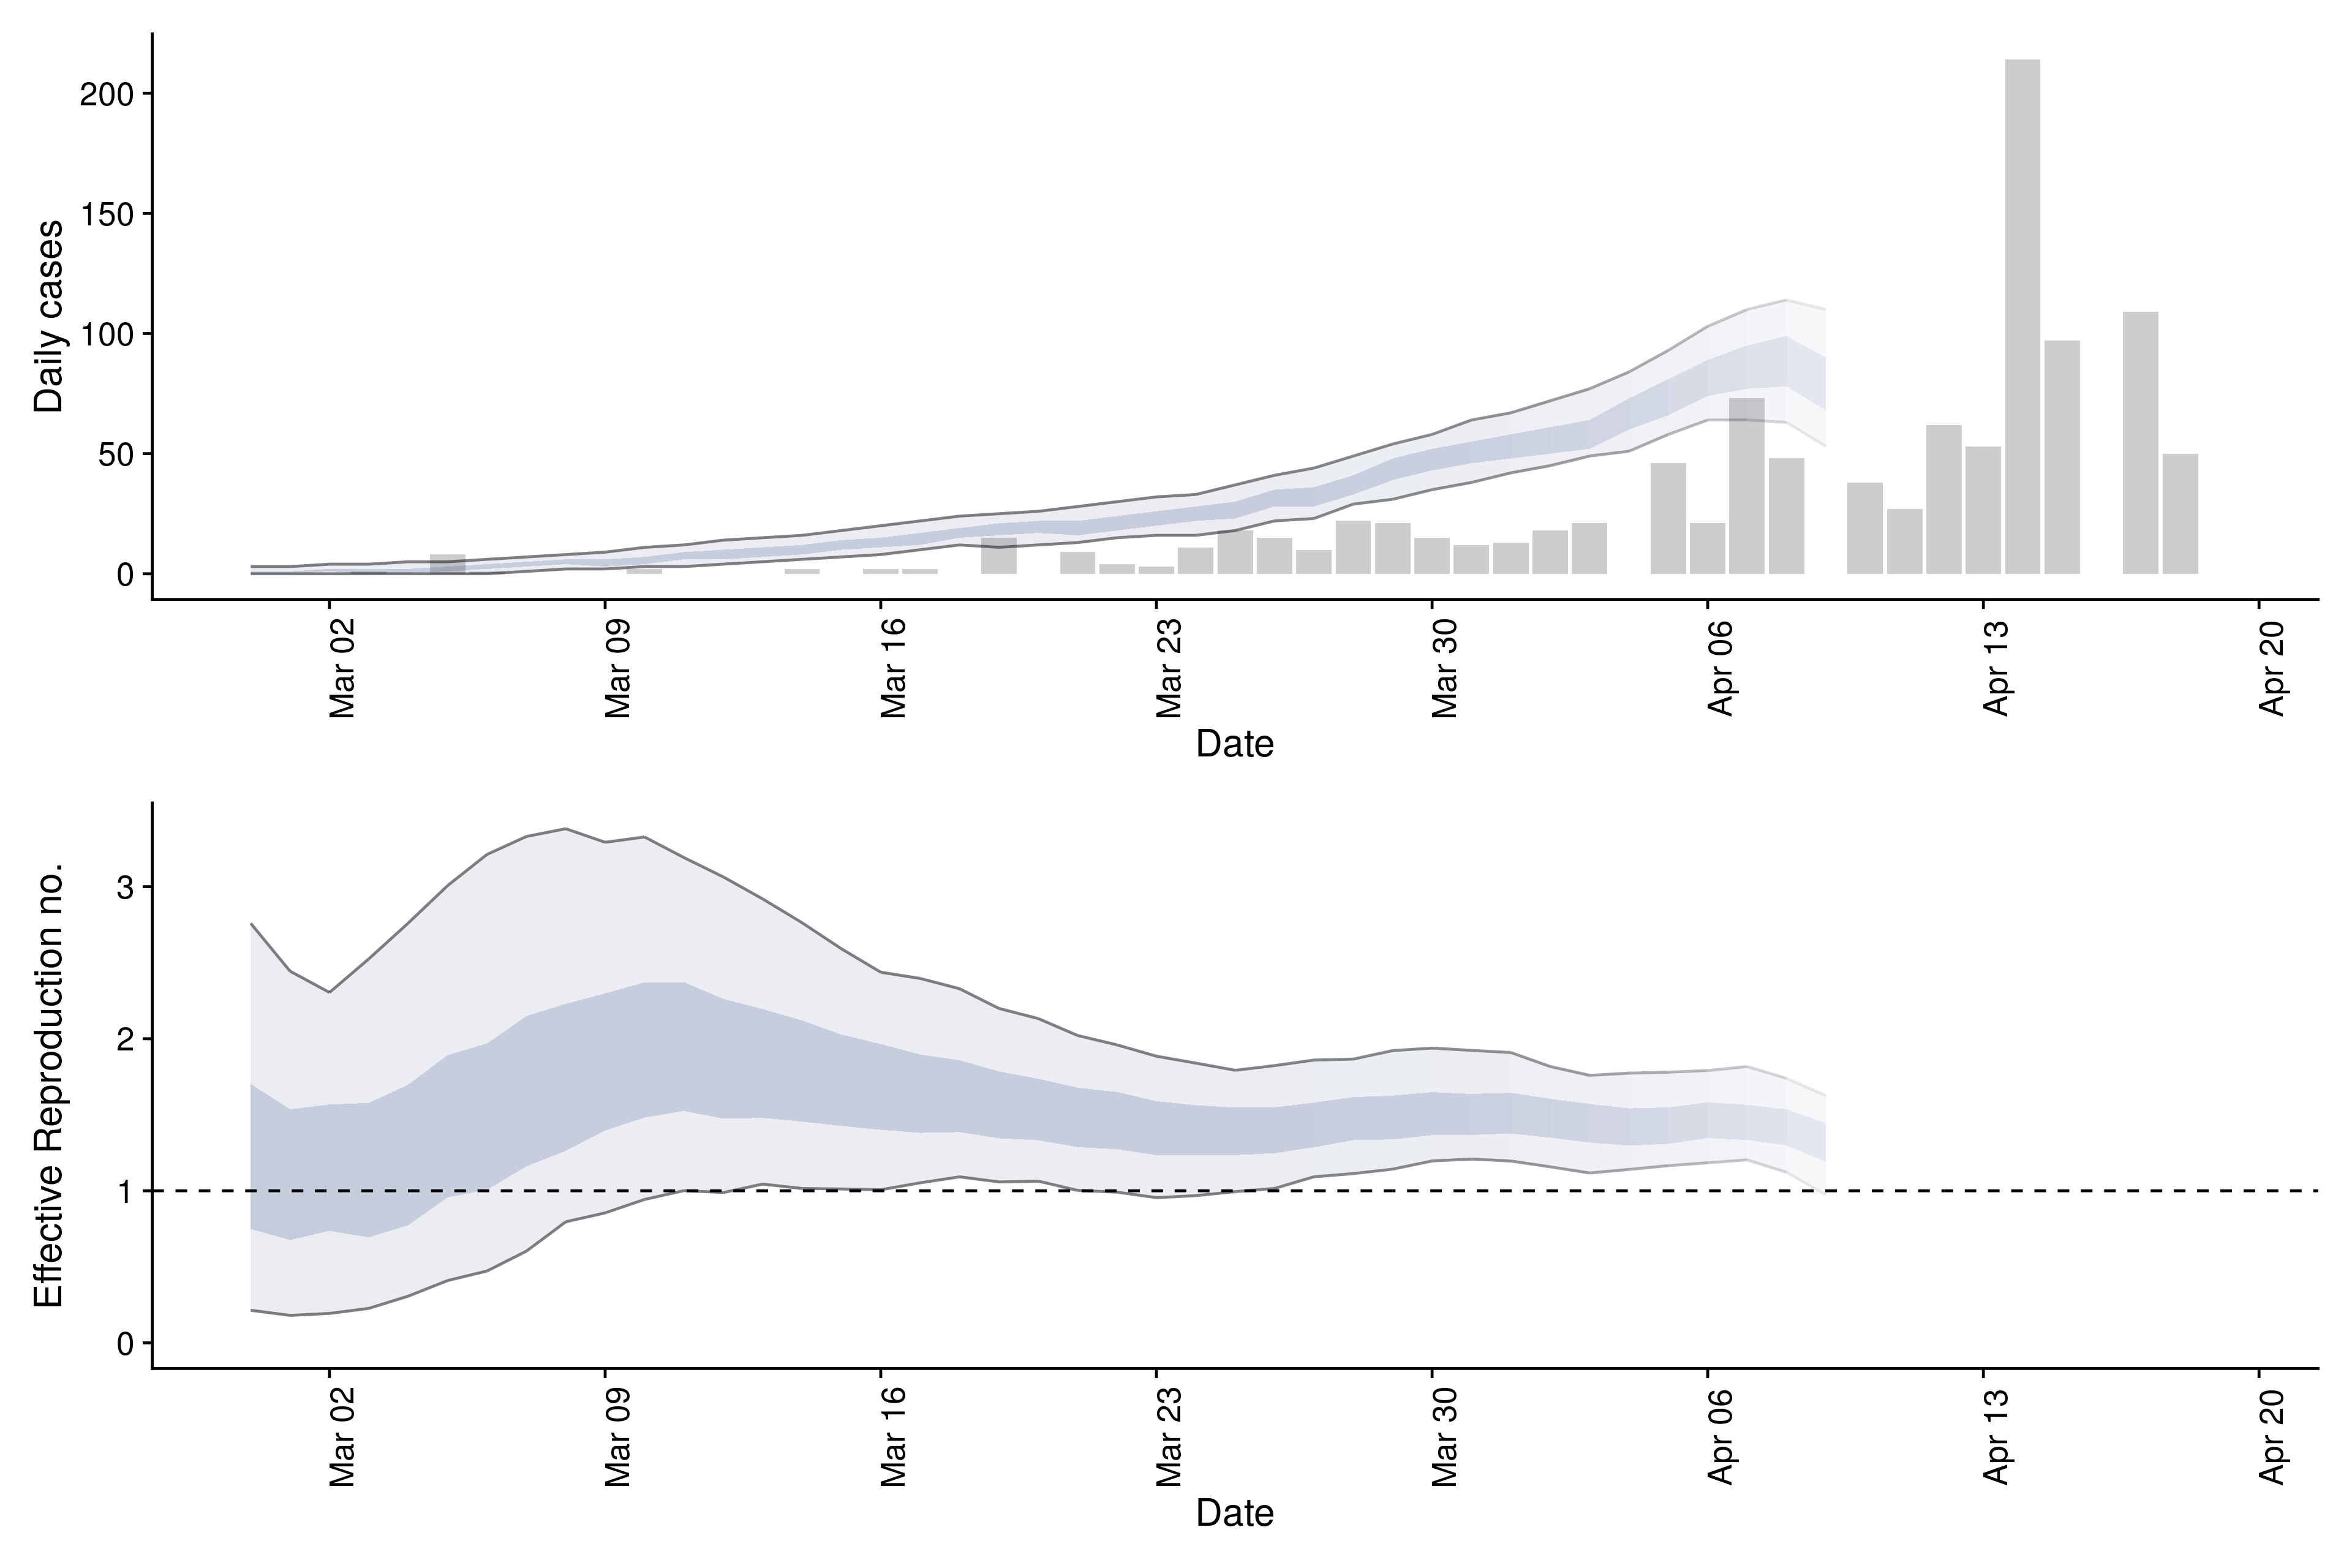 Daily cases
200
150
100
50
0
Mar 02
Mar 09
Mar 16
Mar 23
Mar 30
Apr 06
Apr 13
Apr 20
Date
Effective Reproduction no.
3
2
1
0
Mar 02
Mar 09
Mar 16
Mar 23
Mar 30
Apr 06
Apr 13
Apr 20
Date